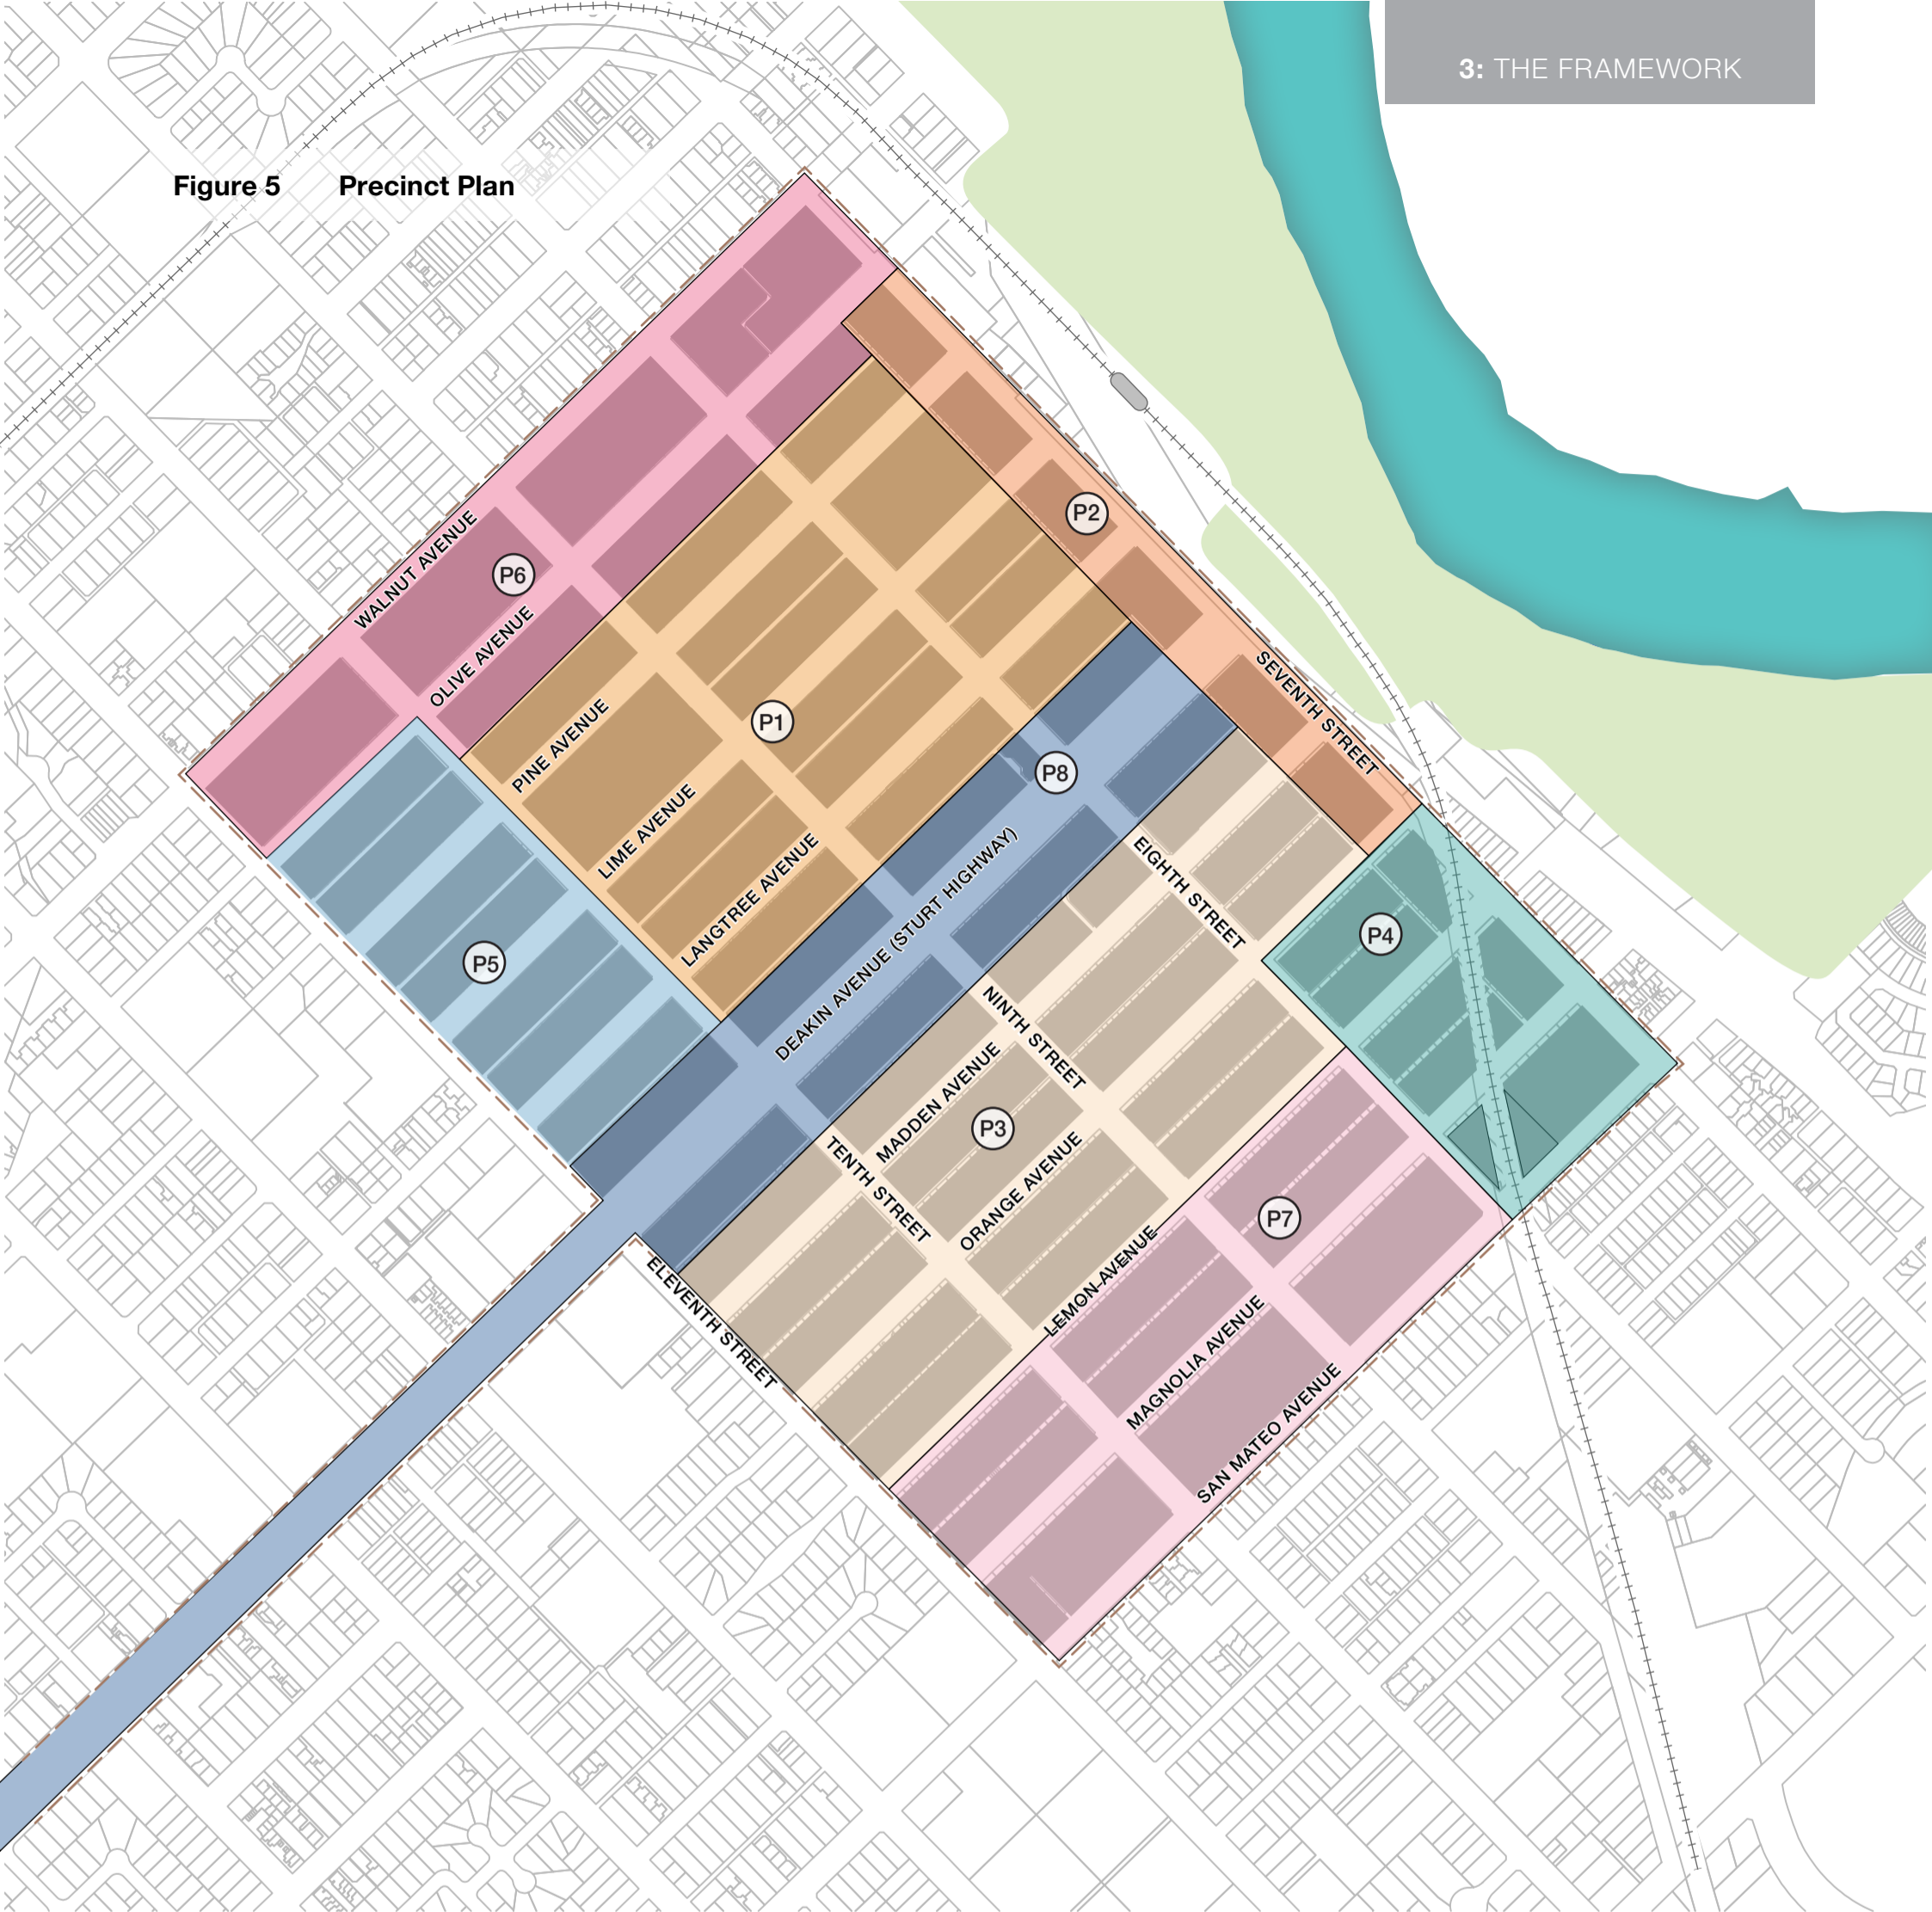 3: THE FRAMEWORK
Figure 5 Precinct Plan
P2
WALNUT AVENUE
P6
OLIVE AVENUE
SEVENTH STREET
PINE AVENUE
P1
P8
LIME AVENUE
LANGTREE AVENUE
EIGHTH STREET
P4
P5
DEAKIN AVENUE (STURT HIGHWAY)
NINTH STREET
MADDEN AVENUE
P3
TENTH STREET
ORANGE AVENUE
P7
LEMON AVENUE
ELEVENTH STREET
MAGNOLIA AVENUE
SAN MATEO AVENUE